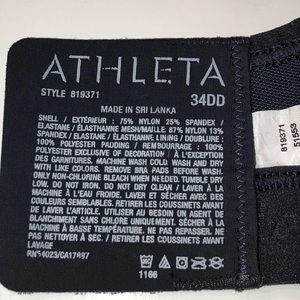 ATHLETA
STYLE 819371
34DD
MADE IN SRI LANKA
SHELL / EXTÉRIEUR : 75% NYLON 25% SPANDEX/
ELASTANE / ÉLASTHANNE MESH/MAILLE: 87% NYLON 13%
SPANDEX / ELASTANE/ ÉLASTHANNE LINING / DOUBLURE :
100% POLYESTER PADDING / REMBOURRAGE : 100%
POLYESTER EXCLUSIVE OF DECORATION / À L'EXCEPTION
DES GARNITURES. MACHINE WASH COLD WASH AND DRY
WITH LIKE COLORS. REMOVE BRA PADS BEFORE WASH.
ONLY NON-CHLORINE BLEACH WHEN NEEDED. TUMBLE DRY
LOW. DO NOT IRON. DO NOT DRY CLEAN / LAVER À LA
MACHINE À L'EAU FROIDE. LAVER ET SÉCHER AVEC DES
COULEURS SEMBLABLES. RETIRER LES COUSSINETS AVANT
DE LAVER. AU BESOIN, UTILISER UN AGENT DE
BLANCHIMENT SANS CHLORE. SÉCHER À LA MACHINE À
BASSE TEMPÉRATURE. NE PAS REPASSER. NE
PAS NETTOYER À SEC. / RETIRER LES COUSSINETS AVANT
LAVAGE
RN54023/CA17897
1166
819371
51553